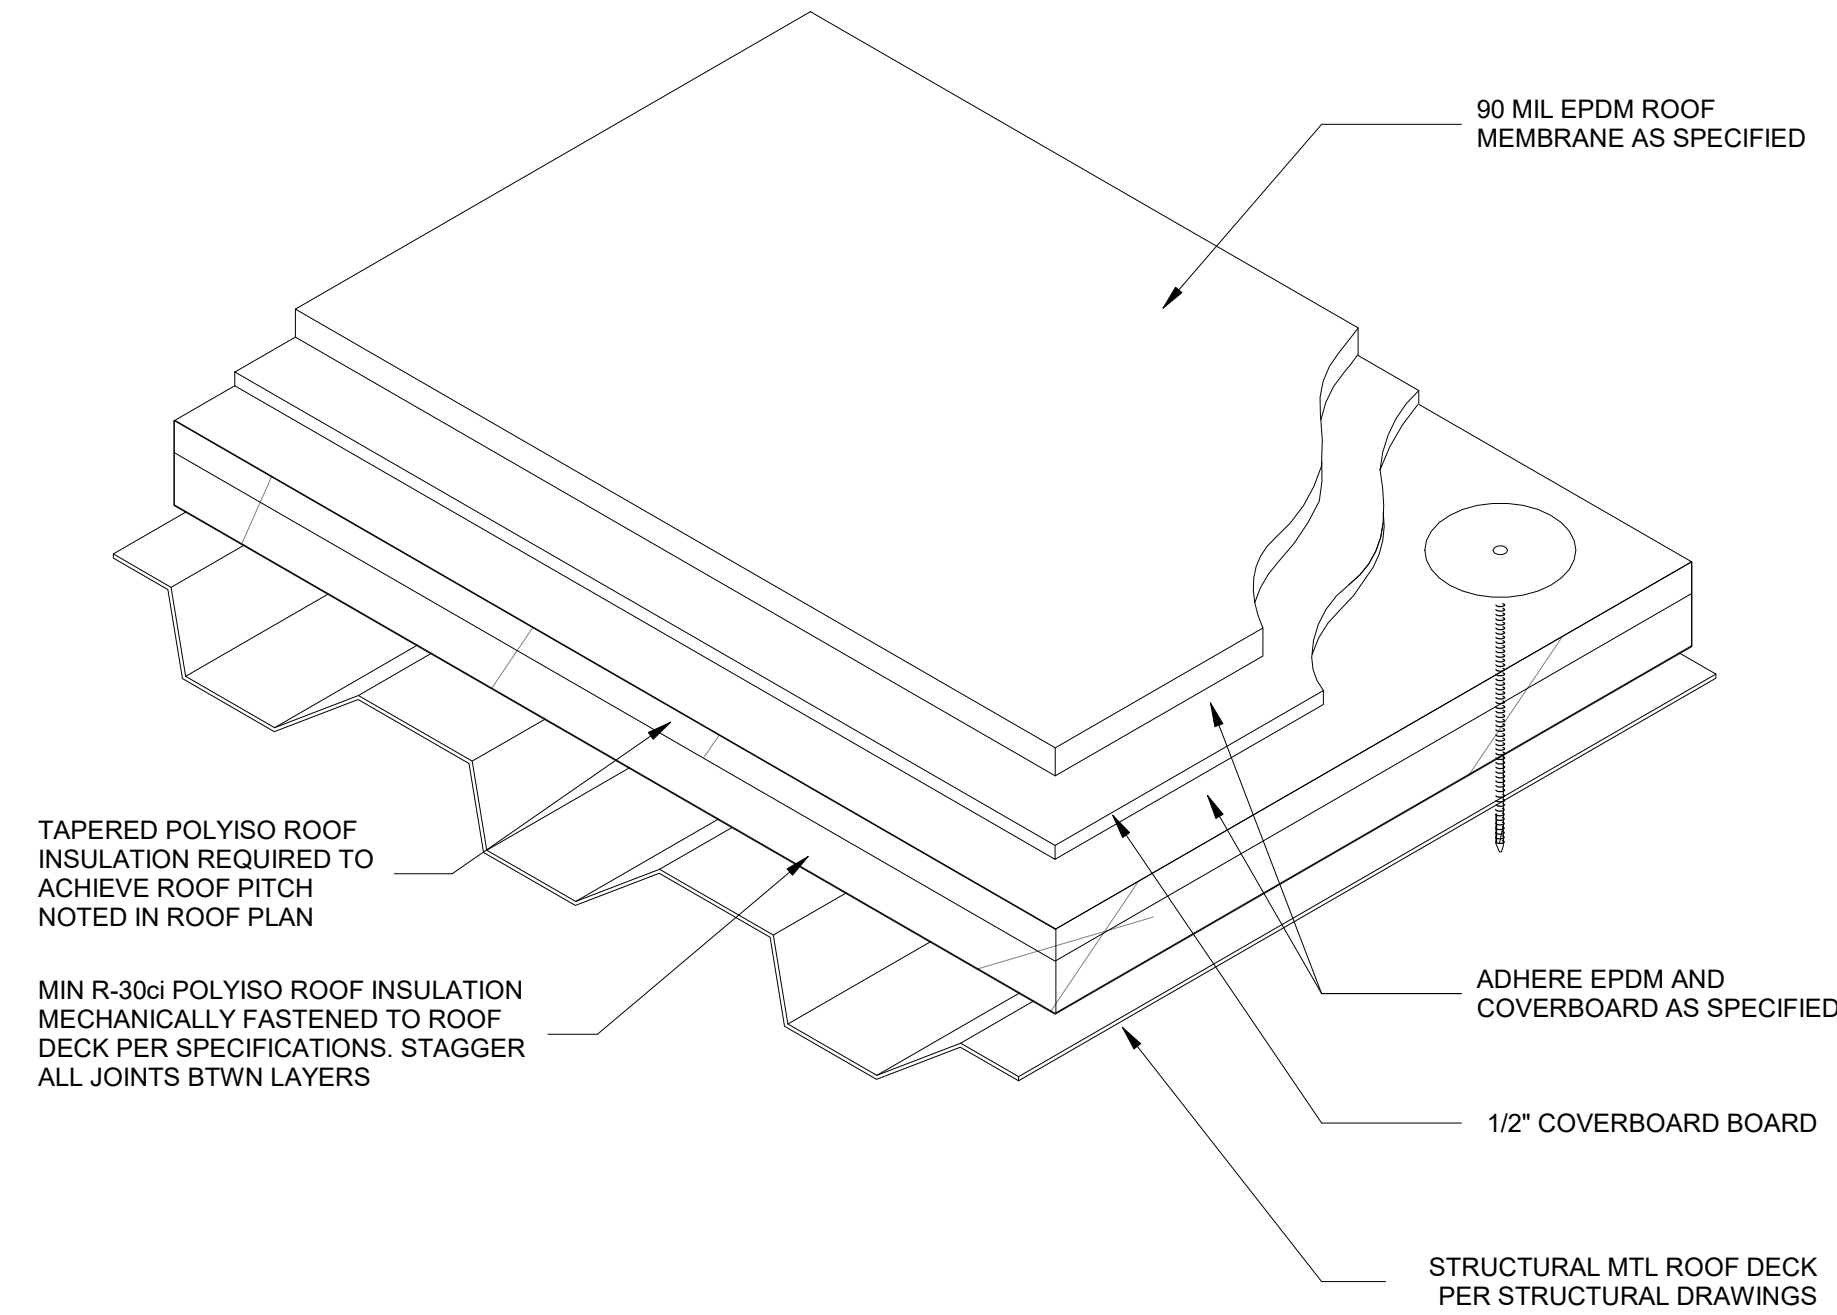 90 MIL EPDM ROOF
MEMBRANE AS SPECIFIED
TAPERED POLYISO ROOF
INSULATION REQUIRED TO
ACHIEVE ROOF PITCH
NOTED IN ROOF PLAN
MIN R-30ci POLYISO ROOF INSULATION
MECHANICALLY FASTENED TO ROOF
DECK PER SPECIFICATIONS. STAGGER
ALL JOINTS BTWN LAYERS
ADHERE EPDM AND
COVERBOARD AS SPECIFIED
1/2" COVERBOARD BOARD
STRUCTURAL MTL ROOF DECK
PER STRUCTURAL DRAWINGS